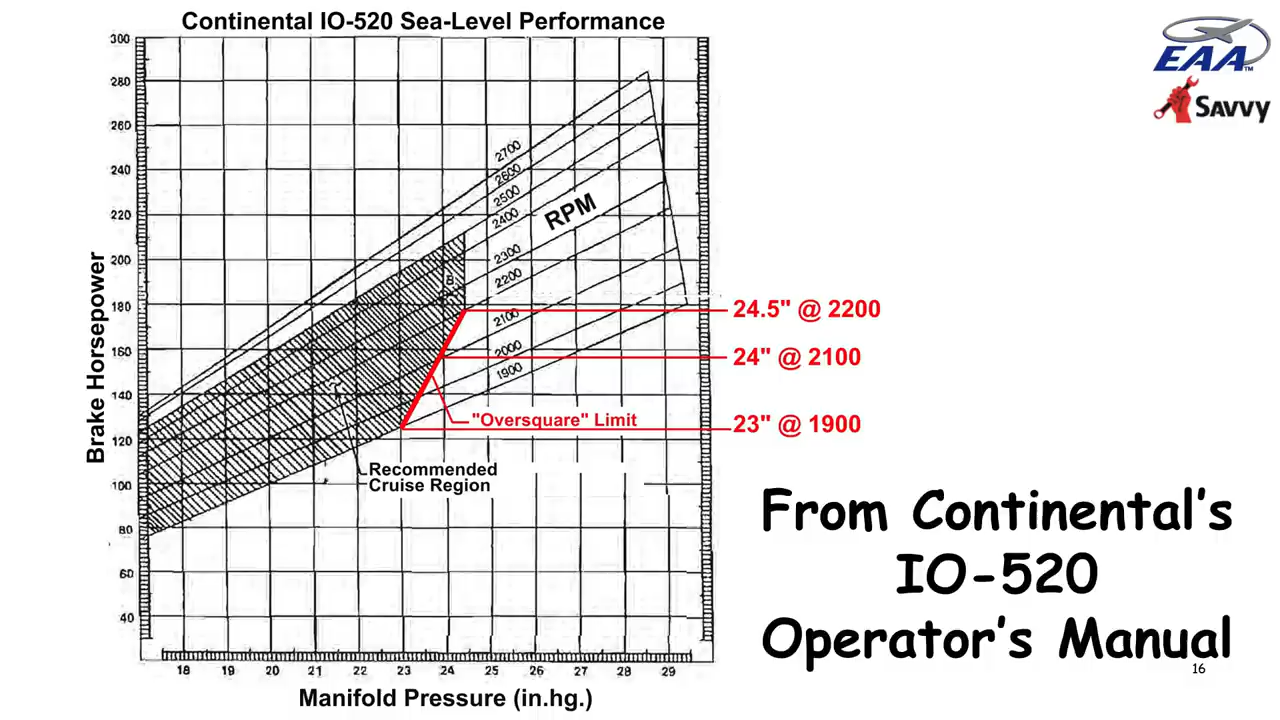 Continental IO-520 Sea-Level Performance
EAA™
SAVVY
300
280
260
240
220
200
180
160
140
120
100
80
60
40
Brake Horsepower
2700
2600
2500
2400
2300
2200
2100
2000
1900
RPM
B
24.5" @ 2200
24" @ 2100
"Oversquare" Limit
23" @ 1900
Recommended
Cruise Region
18 19 20 21 22 23 24 25 26 27 28 29
Manifold Pressure (in.hg.)
From Continental's
IO-520
Operator's Manual
16